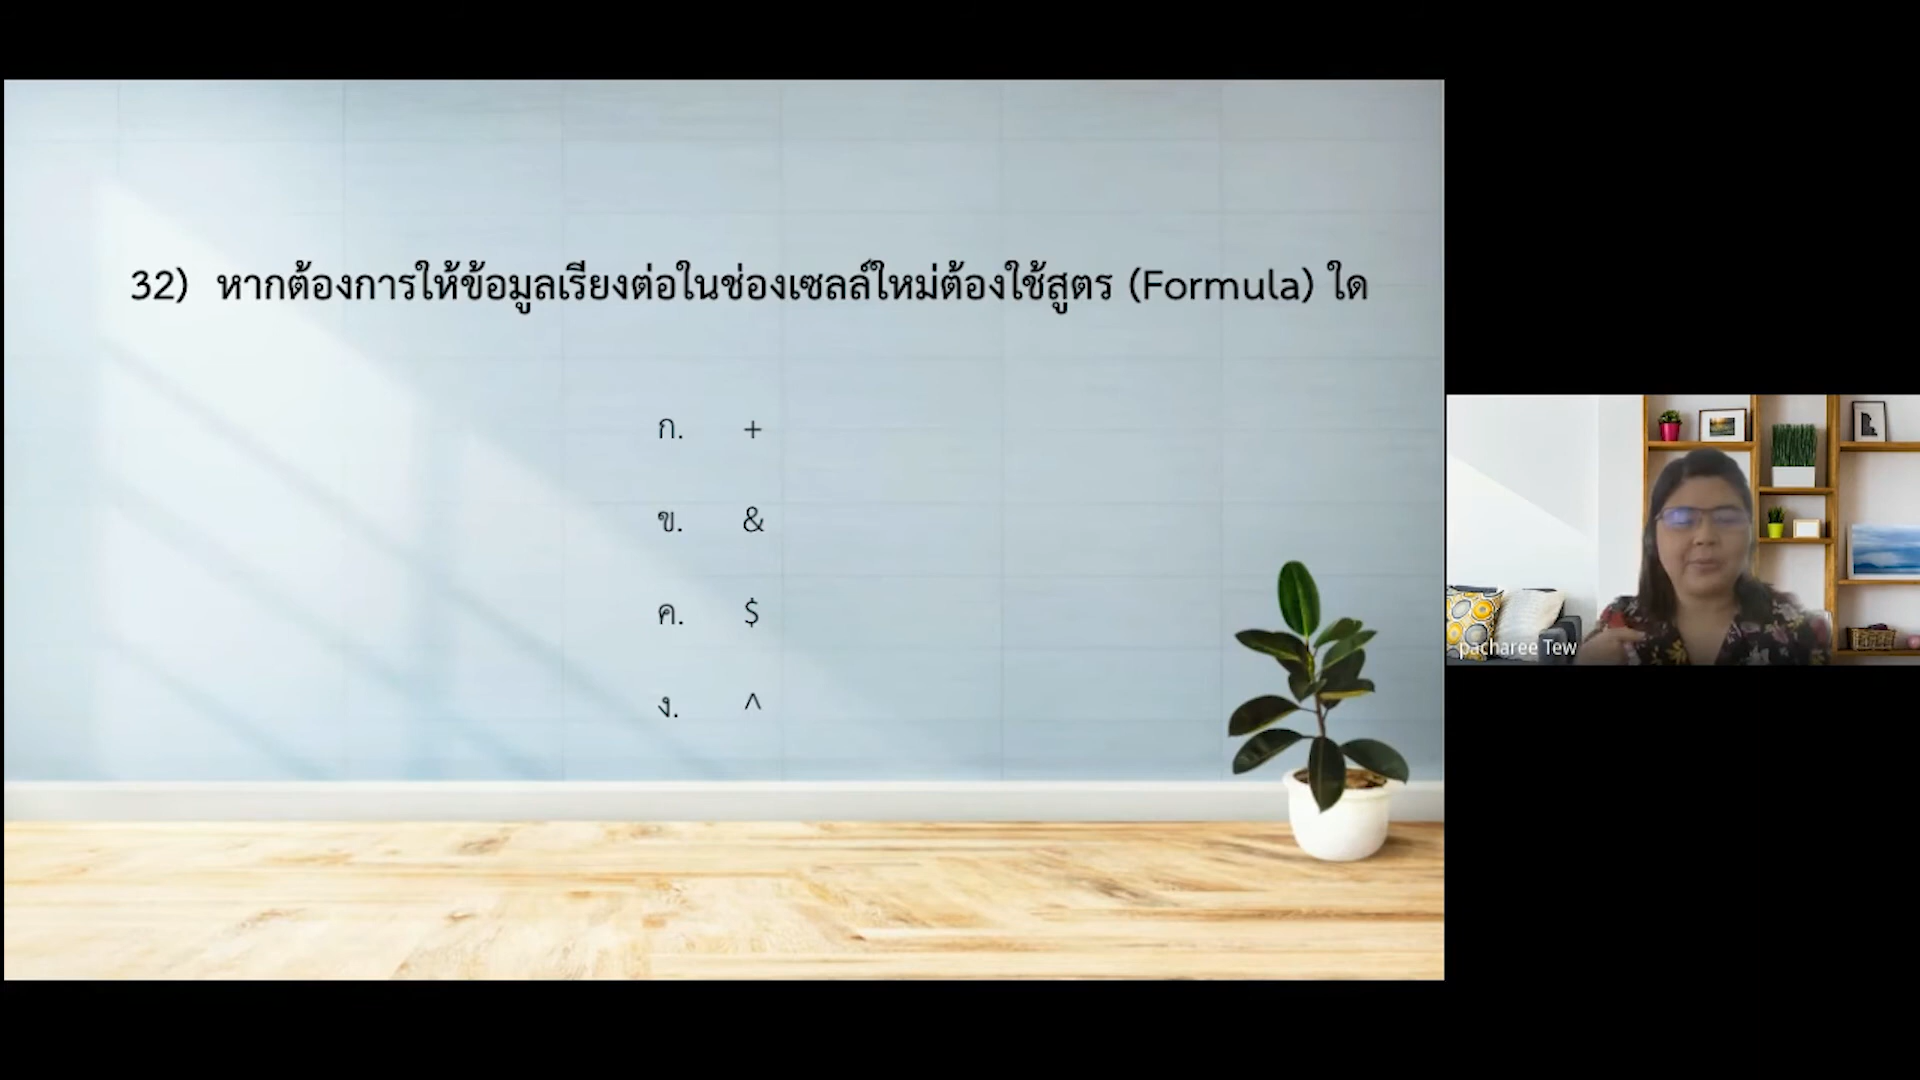 32) หากต้องการให้ข้อมูลเรียงต่อในช่องเซลล์ใหม่ต้องใช้สูตร (Formula) ใด
ก. +
ข. &
ค. $
ง. ^
pacharee Tew